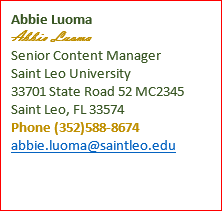 Abbie Luoma
Abbie Luoma
Senior Content Manager
Saint Leo University
33701 State Road 52 MC2345
Saint Leo, FL 33574
Phone (352)588-8674
abbie.luoma@saintleo.edu